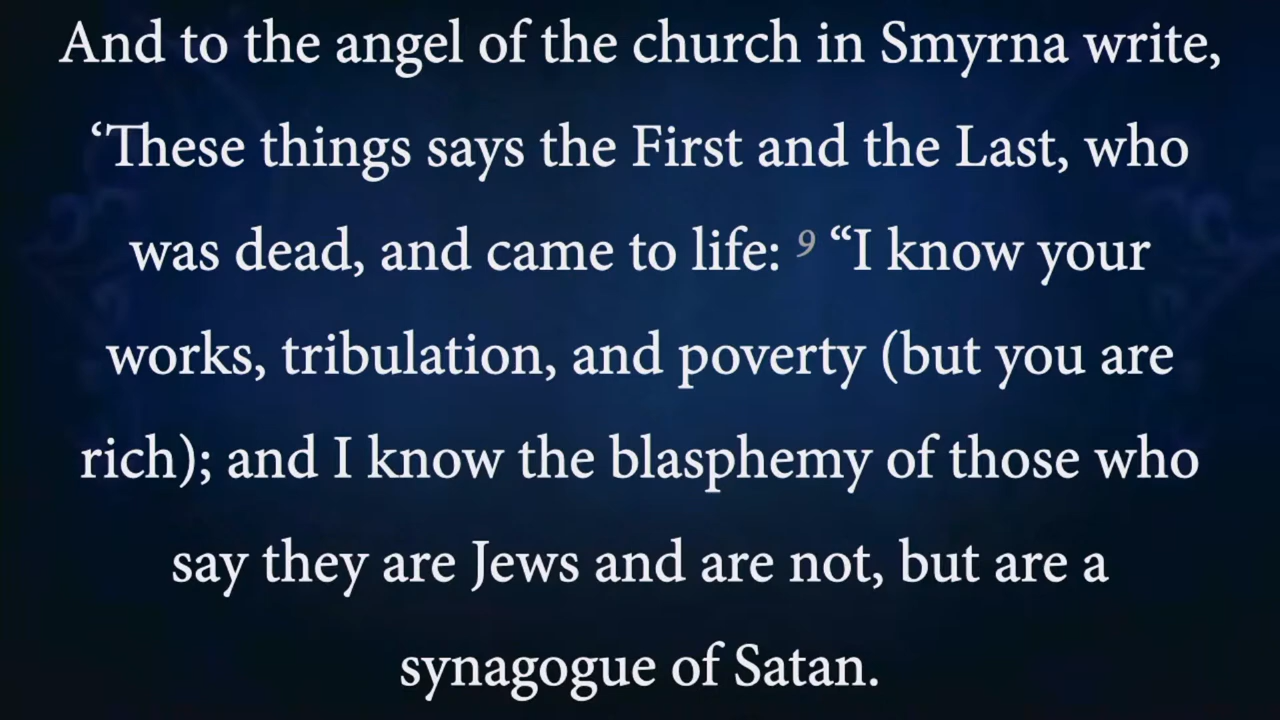 And to the angel of the church in Smyrna write,
‘These things says the First and the Last, who
was dead, and came to life: 9 “I know your
works, tribulation, and poverty (but you are
rich); and I know the blasphemy of those who
say they are Jews and are not, but are a
synagogue of Satan.